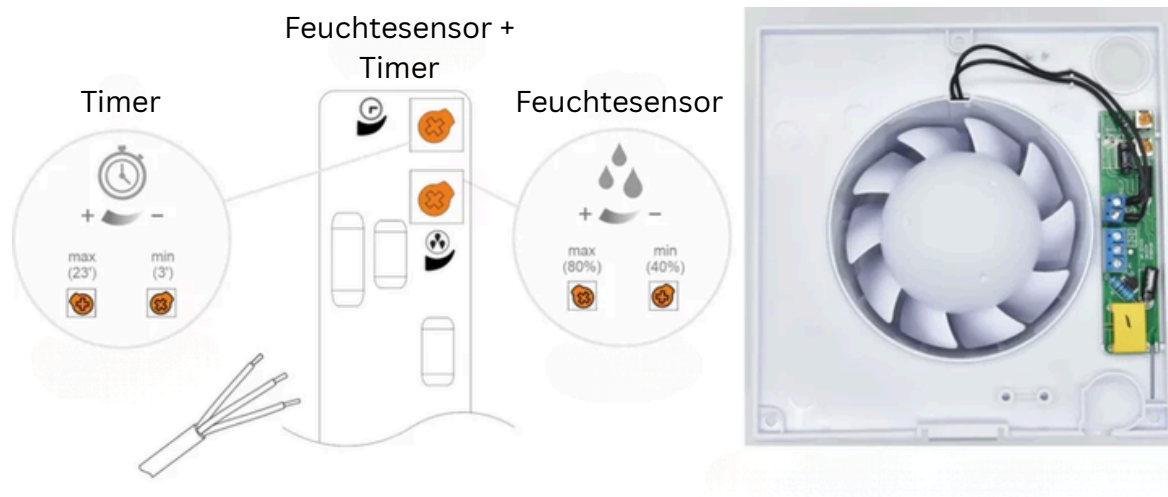 Feuchtesensor +
Timer
Timer
Feuchtesensor
+ −
max
(23')
min
(3')
+ −
max
(80%)
min
(40%)